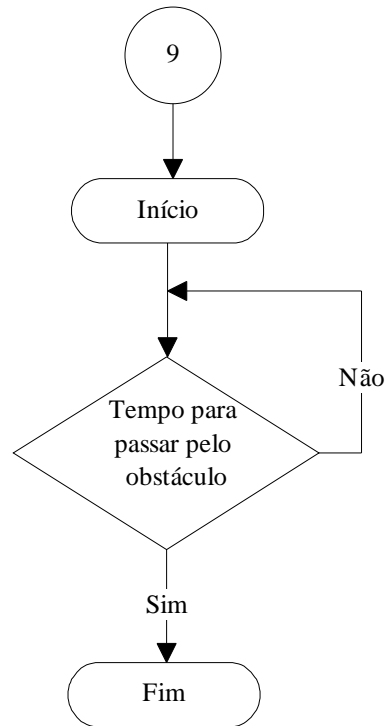 9
Início
Não
Tempo para
passar pelo
obstáculo
Sim
Fim